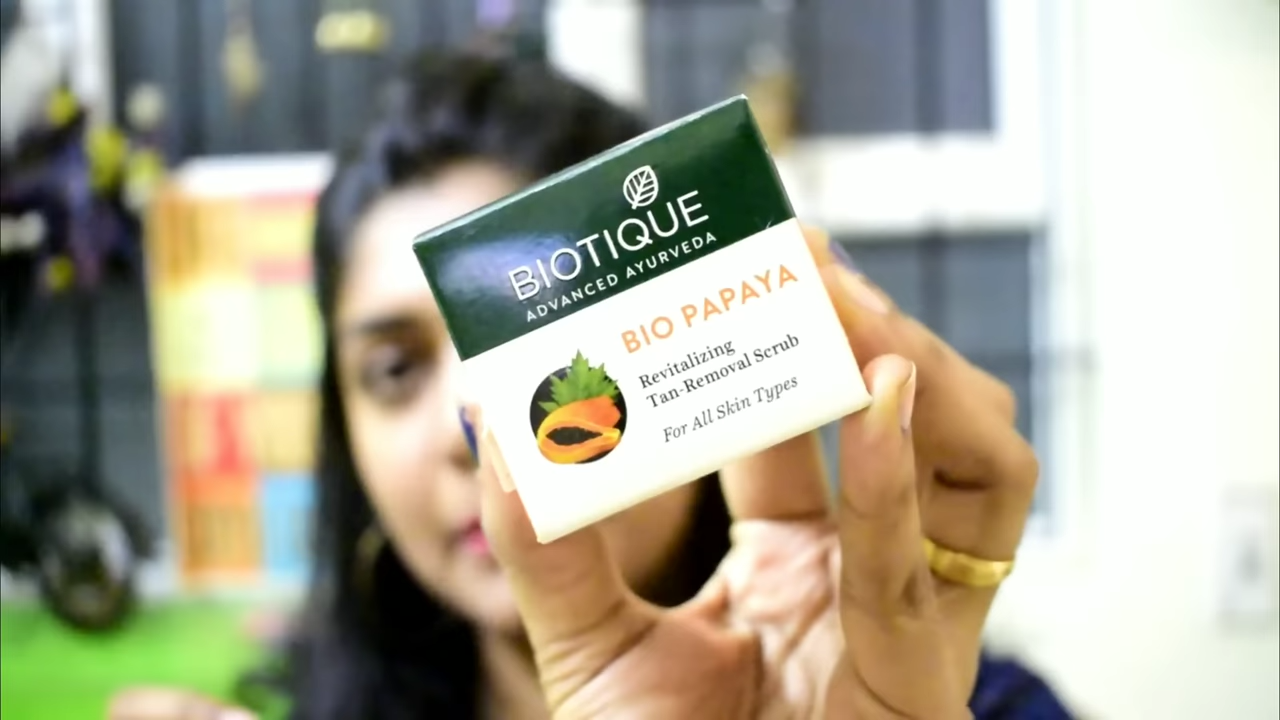 BIOTIQUE
ADVANCED AYURVEDA
BIO PAPAYA
Revitalizing
Tan-Removal Scrub
For All Skin Types